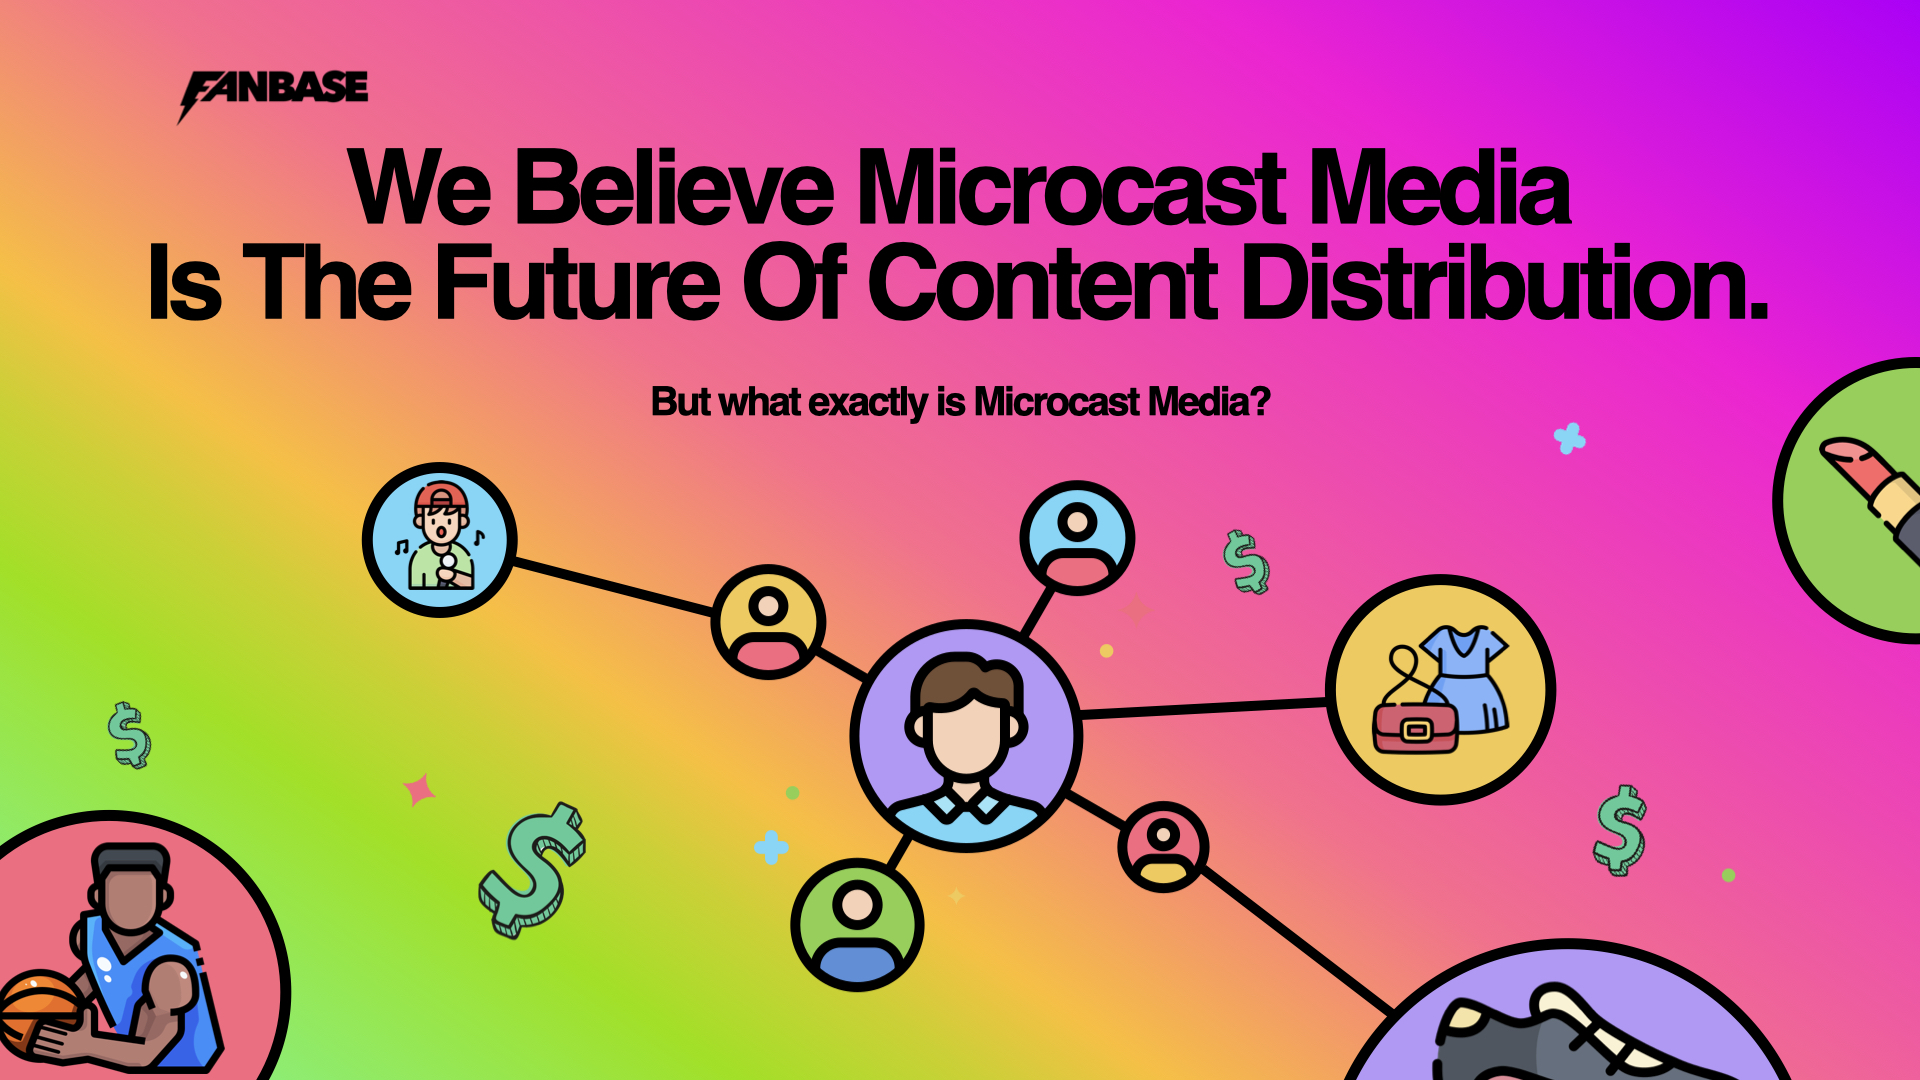 FANBASE
We Believe Microcast Media
Is The Future Of Content Distribution.
But what exactly is Microcast Media?